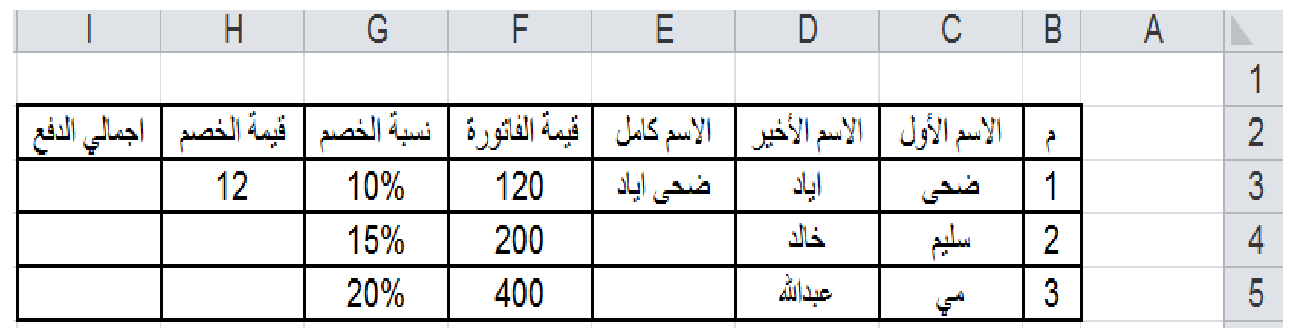 A B C D E F G H I
1
2 م الاسم الأول الاسم الأخير الاسم كامل قيمة الفاتورة نسبة الخصم قيمة الخصم اجمالي الدفع
3 1 ضحى اياد ضحى اياد 120 10% 12
4 2 سليم خالد 200 15%
5 3 مي عبدالله 400 20%